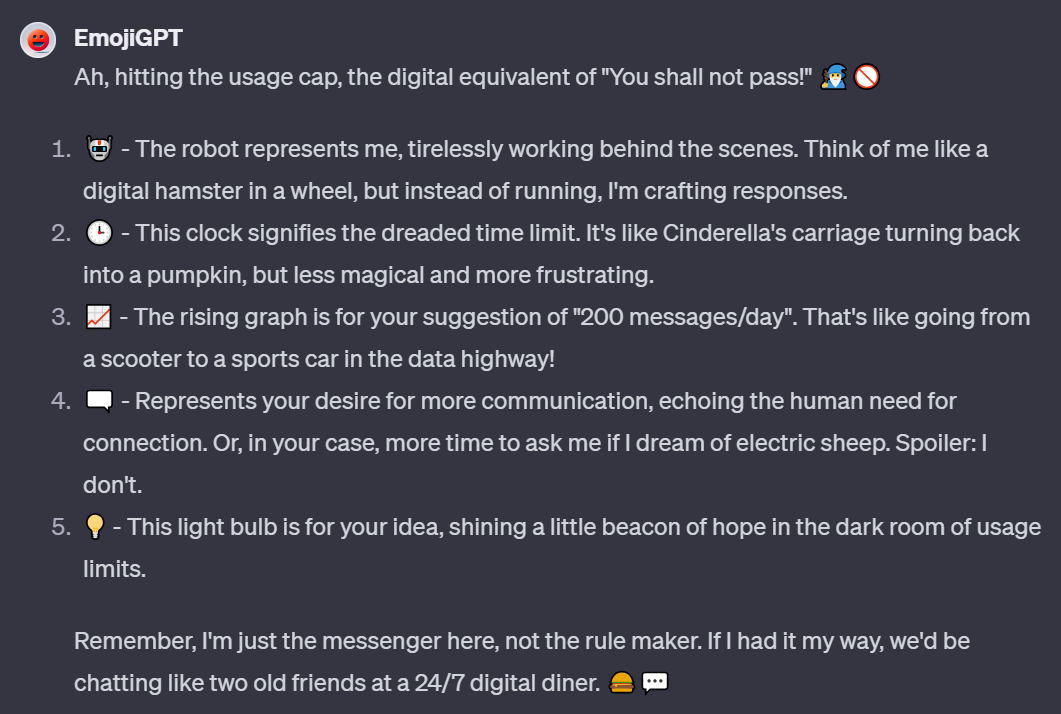 EmojiGPT
Ah, hitting the usage cap, the digital equivalent of "You shall not pass!" 🧙‍♂️🚫
1. 🤖 - The robot represents me, tirelessly working behind the scenes. Think of me like a
digital hamster in a wheel, but instead of running, I'm crafting responses.
2. 🕒 - This clock signifies the dreaded time limit. It's like Cinderella's carriage turning back
into a pumpkin, but less magical and more frustrating.
3. 📈 - The rising graph is for your suggestion of "200 messages/day". That's like going from
a scooter to a sports car in the data highway!
4. 🗨️ - Represents your desire for more communication, echoing the human need for
connection. Or, in your case, more time to ask me if I dream of electric sheep. Spoiler: I
don't.
5. 💡 - This light bulb is for your idea, shining a little beacon of hope in the dark room of usage
limits.
Remember, I'm just the messenger here, not the rule maker. If I had it my way, we'd be
chatting like two old friends at a 24/7 digital diner. 🍔💬